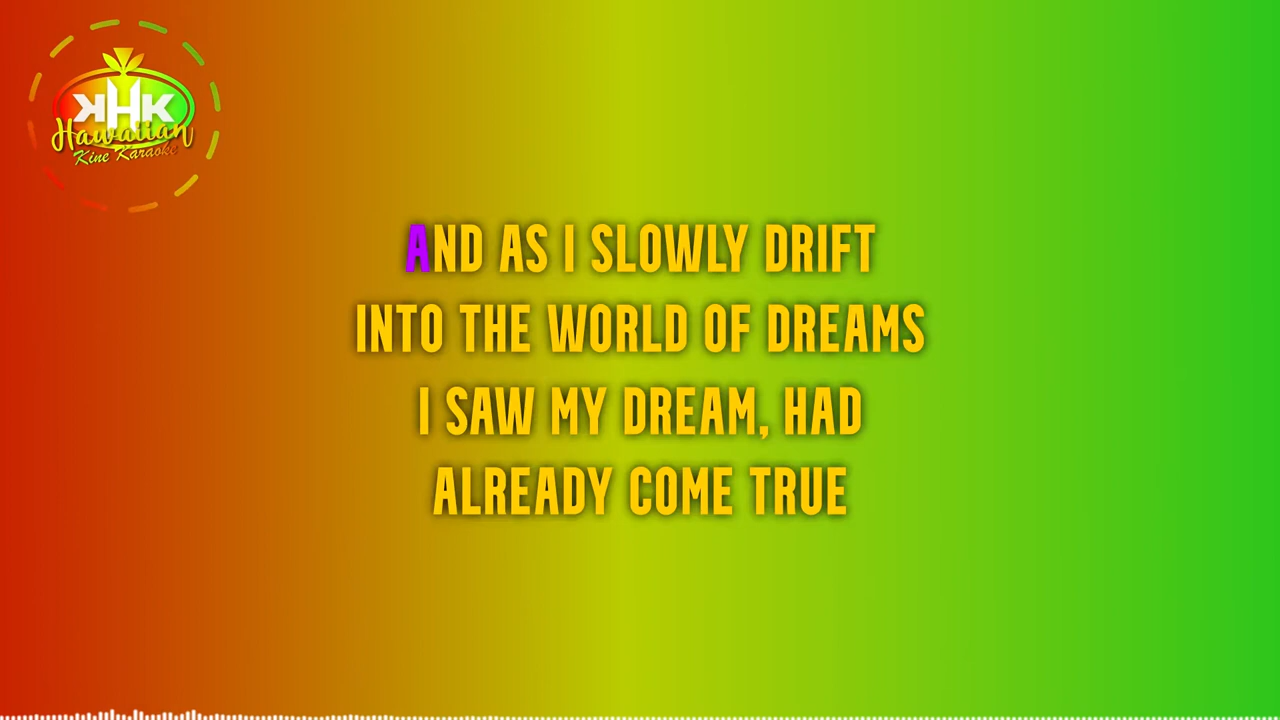 KHK
Hawaiian
Kine Karaoke
AND AS I SLOWLY DRIFT
INTO THE WORLD OF DREAMS
I SAW MY DREAM, HAD
ALREADY COME TRUE